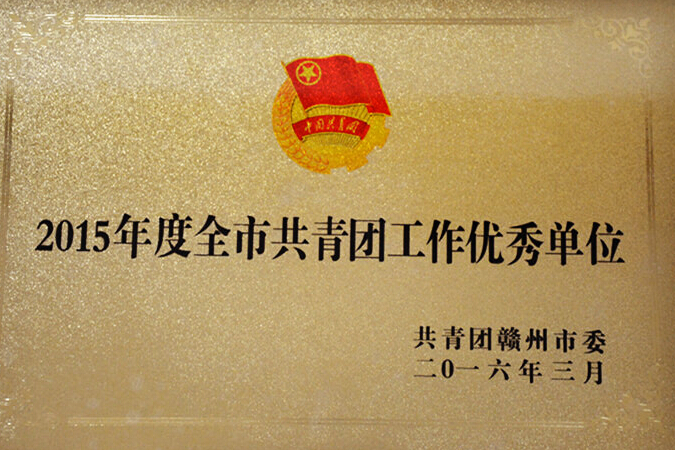 中国共青团
2015年度全市共青团工作优秀单位
共青团赣州市委
二0一六年三月